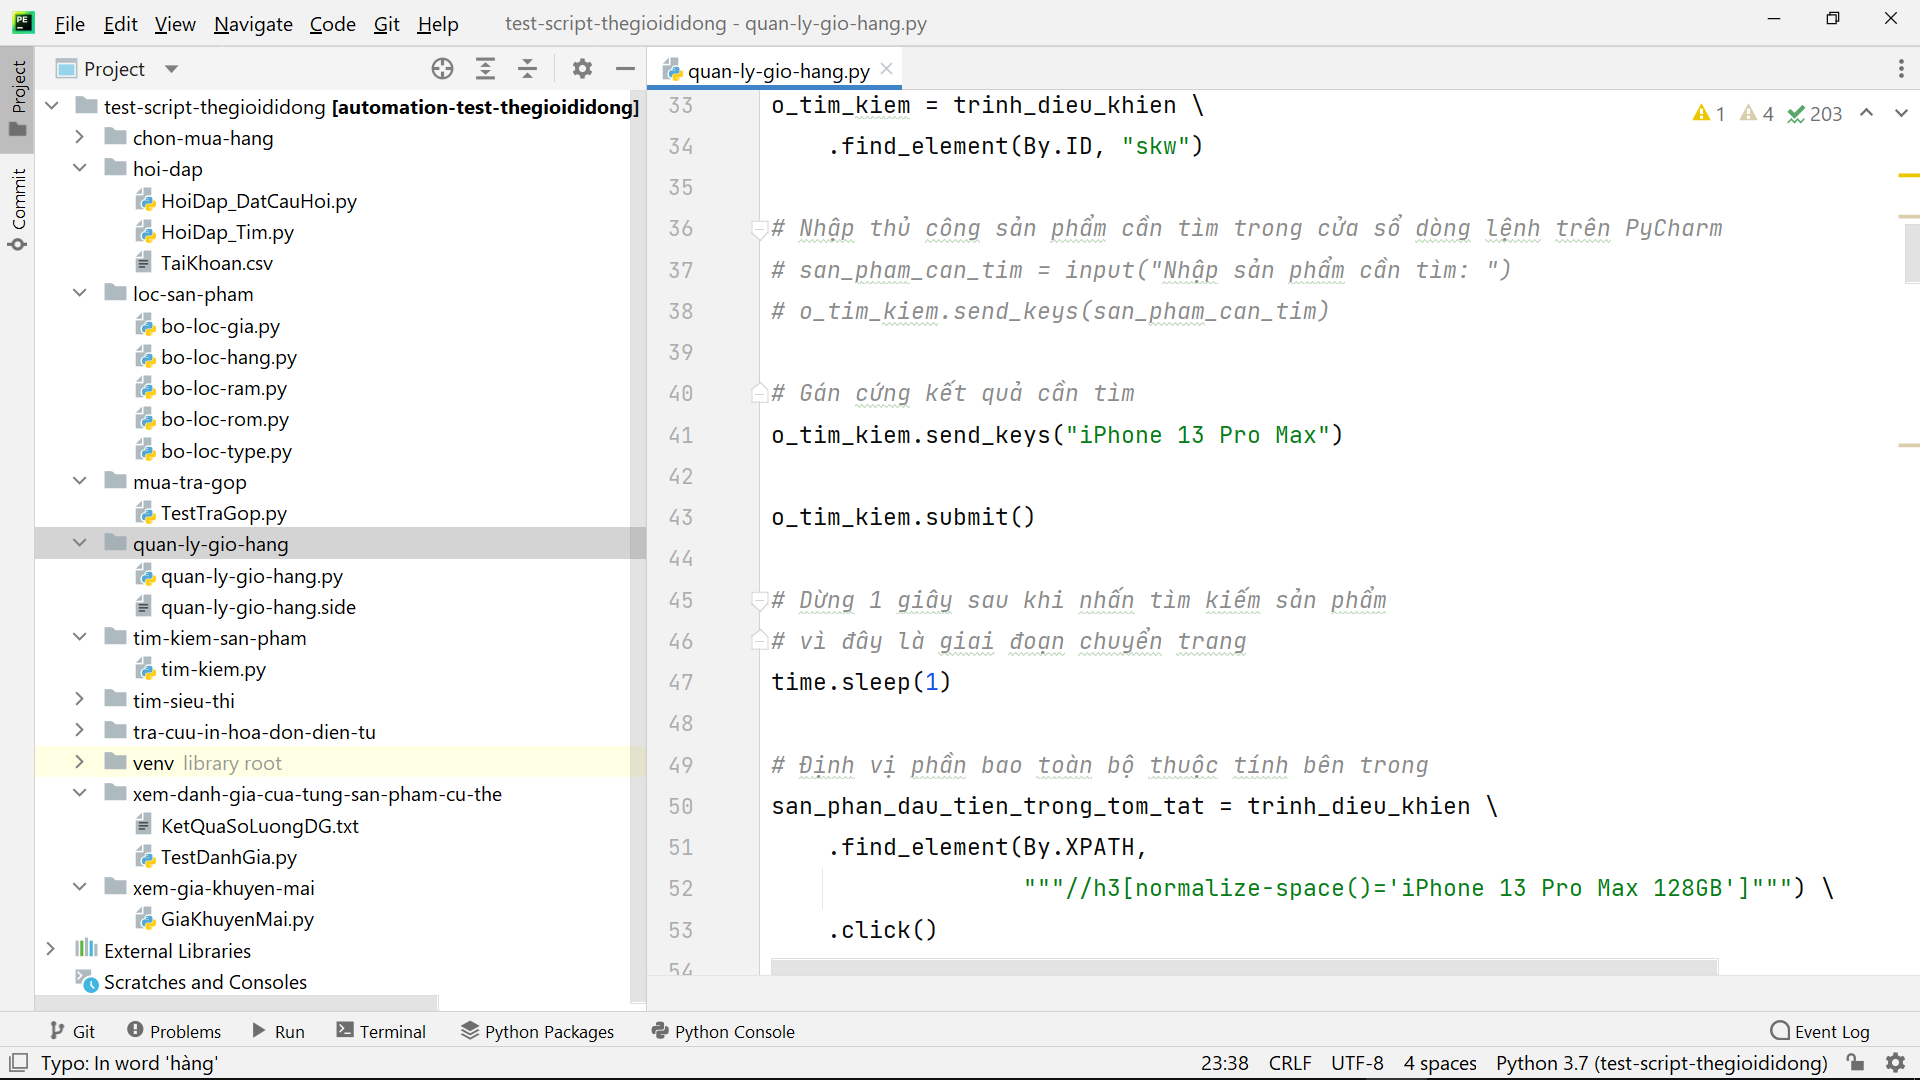 File Edit View Navigate Code Git Help test-script-thegioididong - quan-ly-gio-hang.py
Project
Commit
Project
test-script-thegioididong [automation-test-thegioididong]
chon-mua-hang
hoi-dap
HoiDap_DatCauHoi.py
HoiDap_Tim.py
TaiKhoan.csv
loc-san-pham
bo-loc-gia.py
bo-loc-hang.py
bo-loc-ram.py
bo-loc-rom.py
bo-loc-type.py
mua-tra-gop
TestTraGop.py
quan-ly-gio-hang
quan-ly-gio-hang.py
quan-ly-gio-hang.side
tim-kiem-san-pham
tim-kiem.py
tim-sieu-thi
tra-cuu-in-hoa-don-dien-tu
venv library root
xem-danh-gia-cua-tung-san-pham-cu-the
KetQuaSoLuongDG.txt
TestDanhGia.py
xem-gia-khuyen-mai
GiaKhuyenMai.py
External Libraries
Scratches and Consoles
quan-ly-gio-hang.py
1 4 203
33 o_tim_kiem = trinh_dieu_khien \
34 .find_element(By.ID, "skw")
35
36 # Nhập thủ công sản phẩm cần tìm trong cửa sổ dòng lệnh trên PyCharm
37 # san_pham_can_tim = input("Nhập sản phẩm cần tìm: ")
38 # o_tim_kiem.send_keys(san_pham_can_tim)
39
40 # Gán cứng kết quả cần tìm
41 o_tim_kiem.send_keys("iPhone 13 Pro Max")
42
43 o_tim_kiem.submit()
44
45 # Dừng 1 giây sau khi nhấn tìm kiếm sản phẩm
46 # vì đây là giai đoạn chuyển trang
47 time.sleep(1)
48
49 # Định vị phần bao toàn bộ thuộc tính bên trong
50 san_phan_dau_tien_trong_tom_tat = trinh_dieu_khien \
51 .find_element(By.XPATH,
52 """//h3[normalize-space()='iPhone 13 Pro Max 128GB']""") \
53 .click()
54
Git Problems Run Terminal Python Packages Python Console Event Log
Typo: In word 'hàng' 23:38 CRLF UTF-8 4 spaces Python 3.7 (test-script-thegioididong)